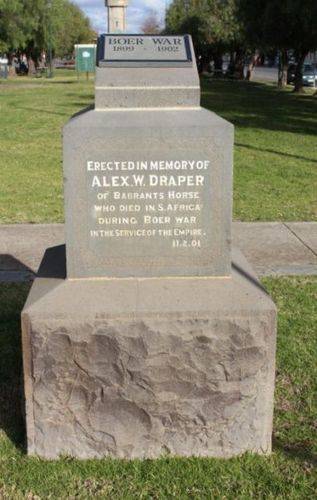 BOER WAR
1899 - 1902
ERECTED IN MEMORY OF
ALEX. W. DRAPER
OF BABRANTS HORSE
WHO DIED IN S. AFRICA
DURING BOER WAR
IN THE SERVICE OF THE EMPIRE.
11.2.01